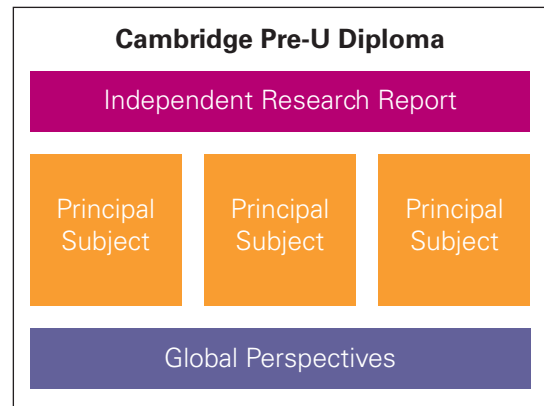 Cambridge Pre-U Diploma
Independent Research Report
Principal
Subject
Principal
Subject
Principal
Subject
Global Perspectives